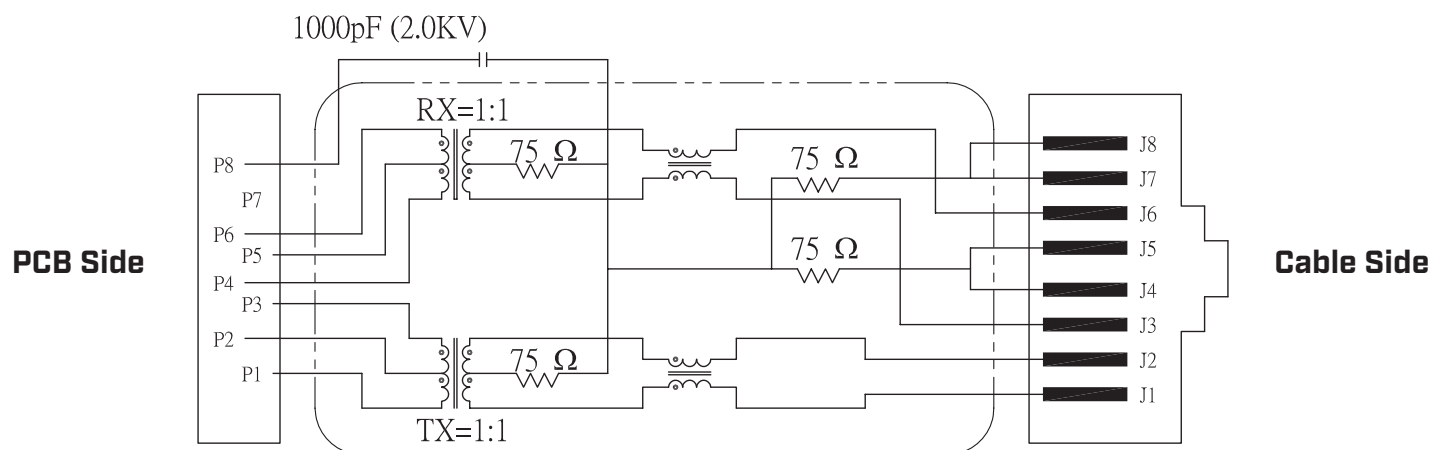 1000pF (2.0KV)
RX=1:1
P8
P7
P6
P5
P4
P3
P2
P1
PCB Side
75 Ω
75 Ω
75 Ω
75 Ω
TX=1:1
J8
J7
J6
J5
J4
J3
J2
J1
Cable Side